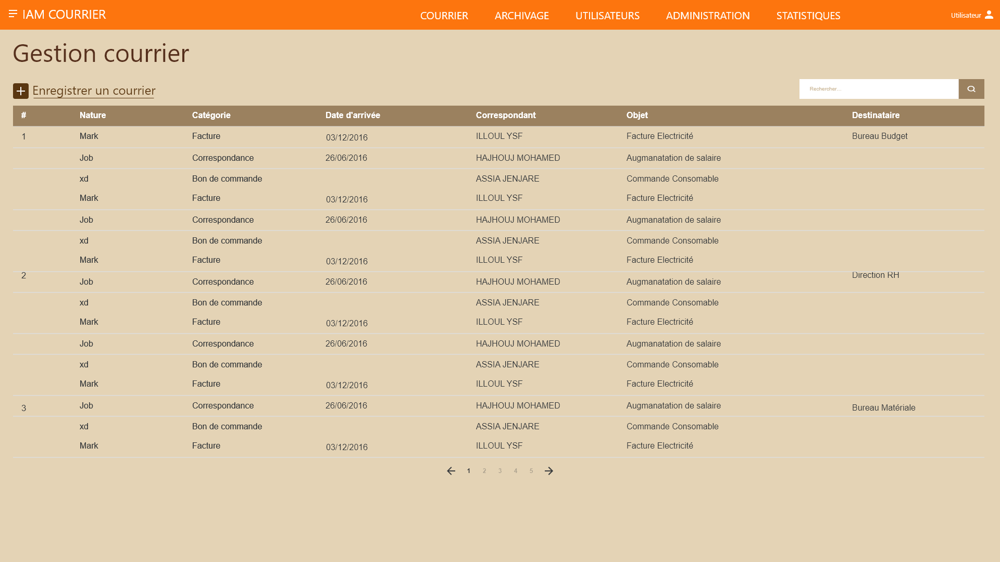 IAM COURRIER COURRIER ARCHIVAGE UTILISATEURS ADMINISTRATION STATISTIQUES Utilisateur
Gestion courrier
Enregistrer un courrier Rechercher...
# Nature Catégorie Date d'arrivée Correspondant Objet Destinataire
1 Mark Facture 03/12/2016 ILLOUL YSF Facture Electricité Bureau Budget
Job Correspondance 26/06/2016 HAJHOUJ MOHAMED Augmanatation de salaire
xd Bon de commande ASSIA JENJARE Commande Consomable
Mark Facture 03/12/2016 ILLOUL YSF Facture Electricité
Job Correspondance 26/06/2016 HAJHOUJ MOHAMED Augmanatation de salaire
xd Bon de commande ASSIA JENJARE Commande Consomable
Mark Facture 03/12/2016 ILLOUL YSF Facture Electricité
2 Direction RH
Job Correspondance 26/06/2016 HAJHOUJ MOHAMED Augmanatation de salaire
xd Bon de commande ASSIA JENJARE Commande Consomable
Mark Facture 03/12/2016 ILLOUL YSF Facture Electricité
Job Correspondance 26/06/2016 HAJHOUJ MOHAMED Augmanatation de salaire
xd Bon de commande ASSIA JENJARE Commande Consomable
Mark Facture 03/12/2016 ILLOUL YSF Facture Electricité
3 Job Correspondance 26/06/2016 HAJHOUJ MOHAMED Augmanatation de salaire Bureau Matériale
xd Bon de commande ASSIA JENJARE Commande Consomable
Mark Facture 03/12/2016 ILLOUL YSF Facture Electricité
1 2 3 4 5